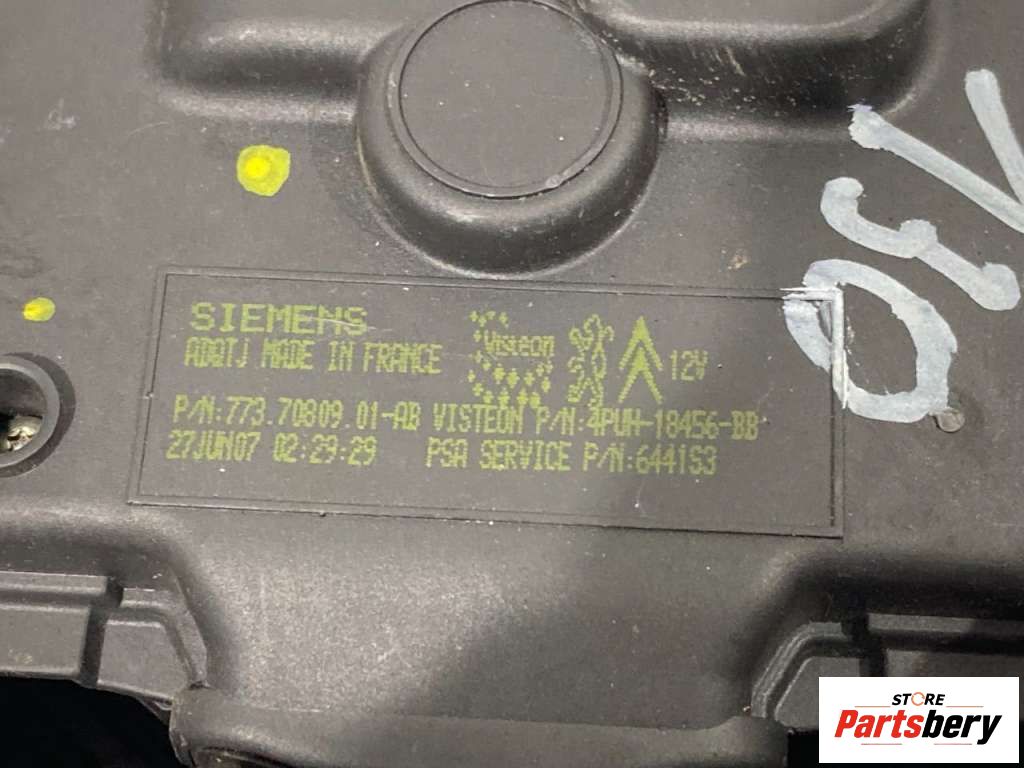 SIEMENS
ADQTJ MADE IN FRANCE
Visteon
12V
P/N:773.70809.01-AB VISTEON P/N:4PUH-18456-BB
27JUN07 02:29:29 PSA SERVICE P/N:6441S3
STORE
Partsbery